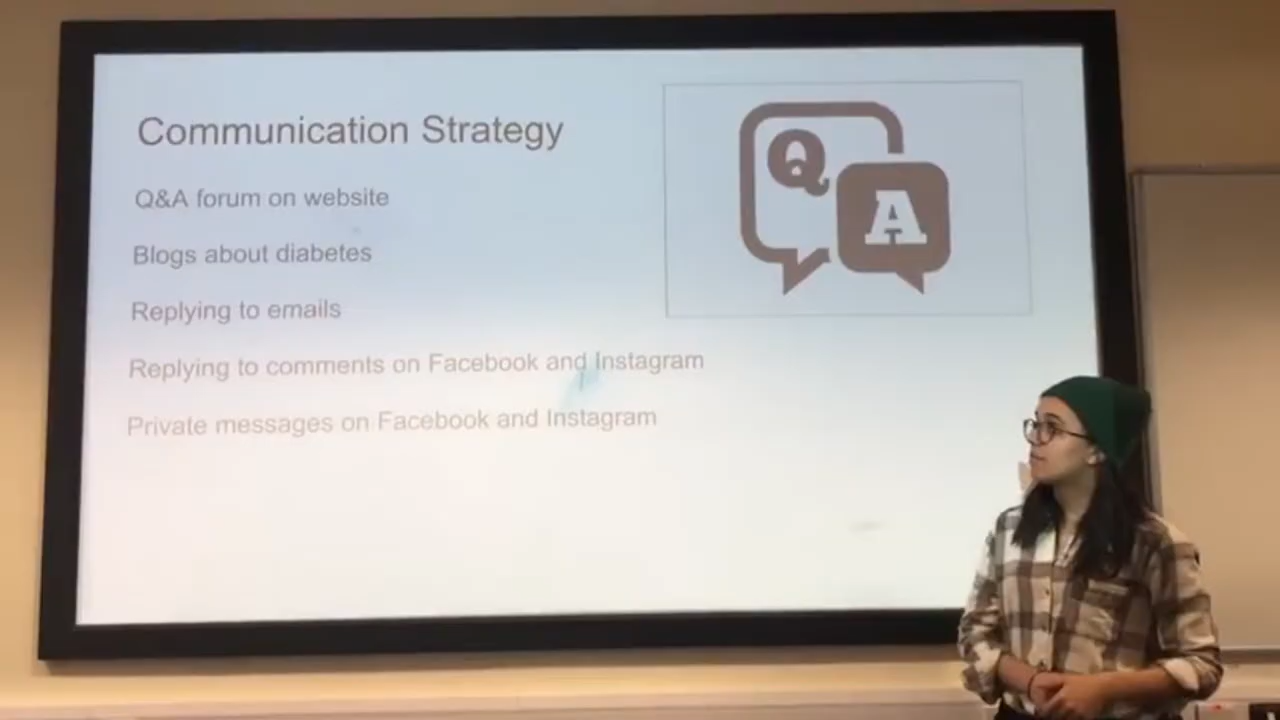 Communication Strategy
Q&A forum on website
Blogs about diabetes
Replying to emails
Replying to comments on Facebook and Instagram
Private messages on Facebook and Instagram
Q
A